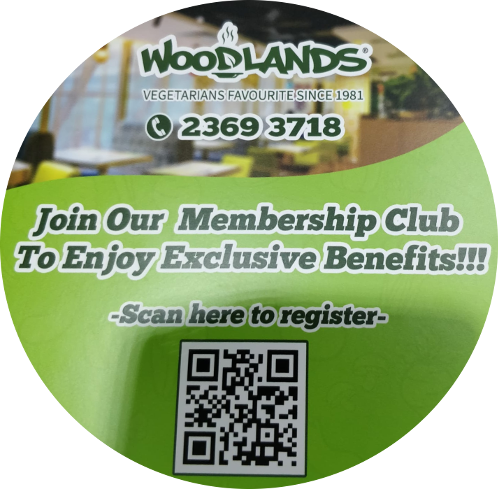 WOODLANDS®
VEGETARIANS FAVOURITE SINCE 1981
2369 3718
Join Our Membership Club
To Enjoy Exclusive Benefits!!!
-Scan here to register-